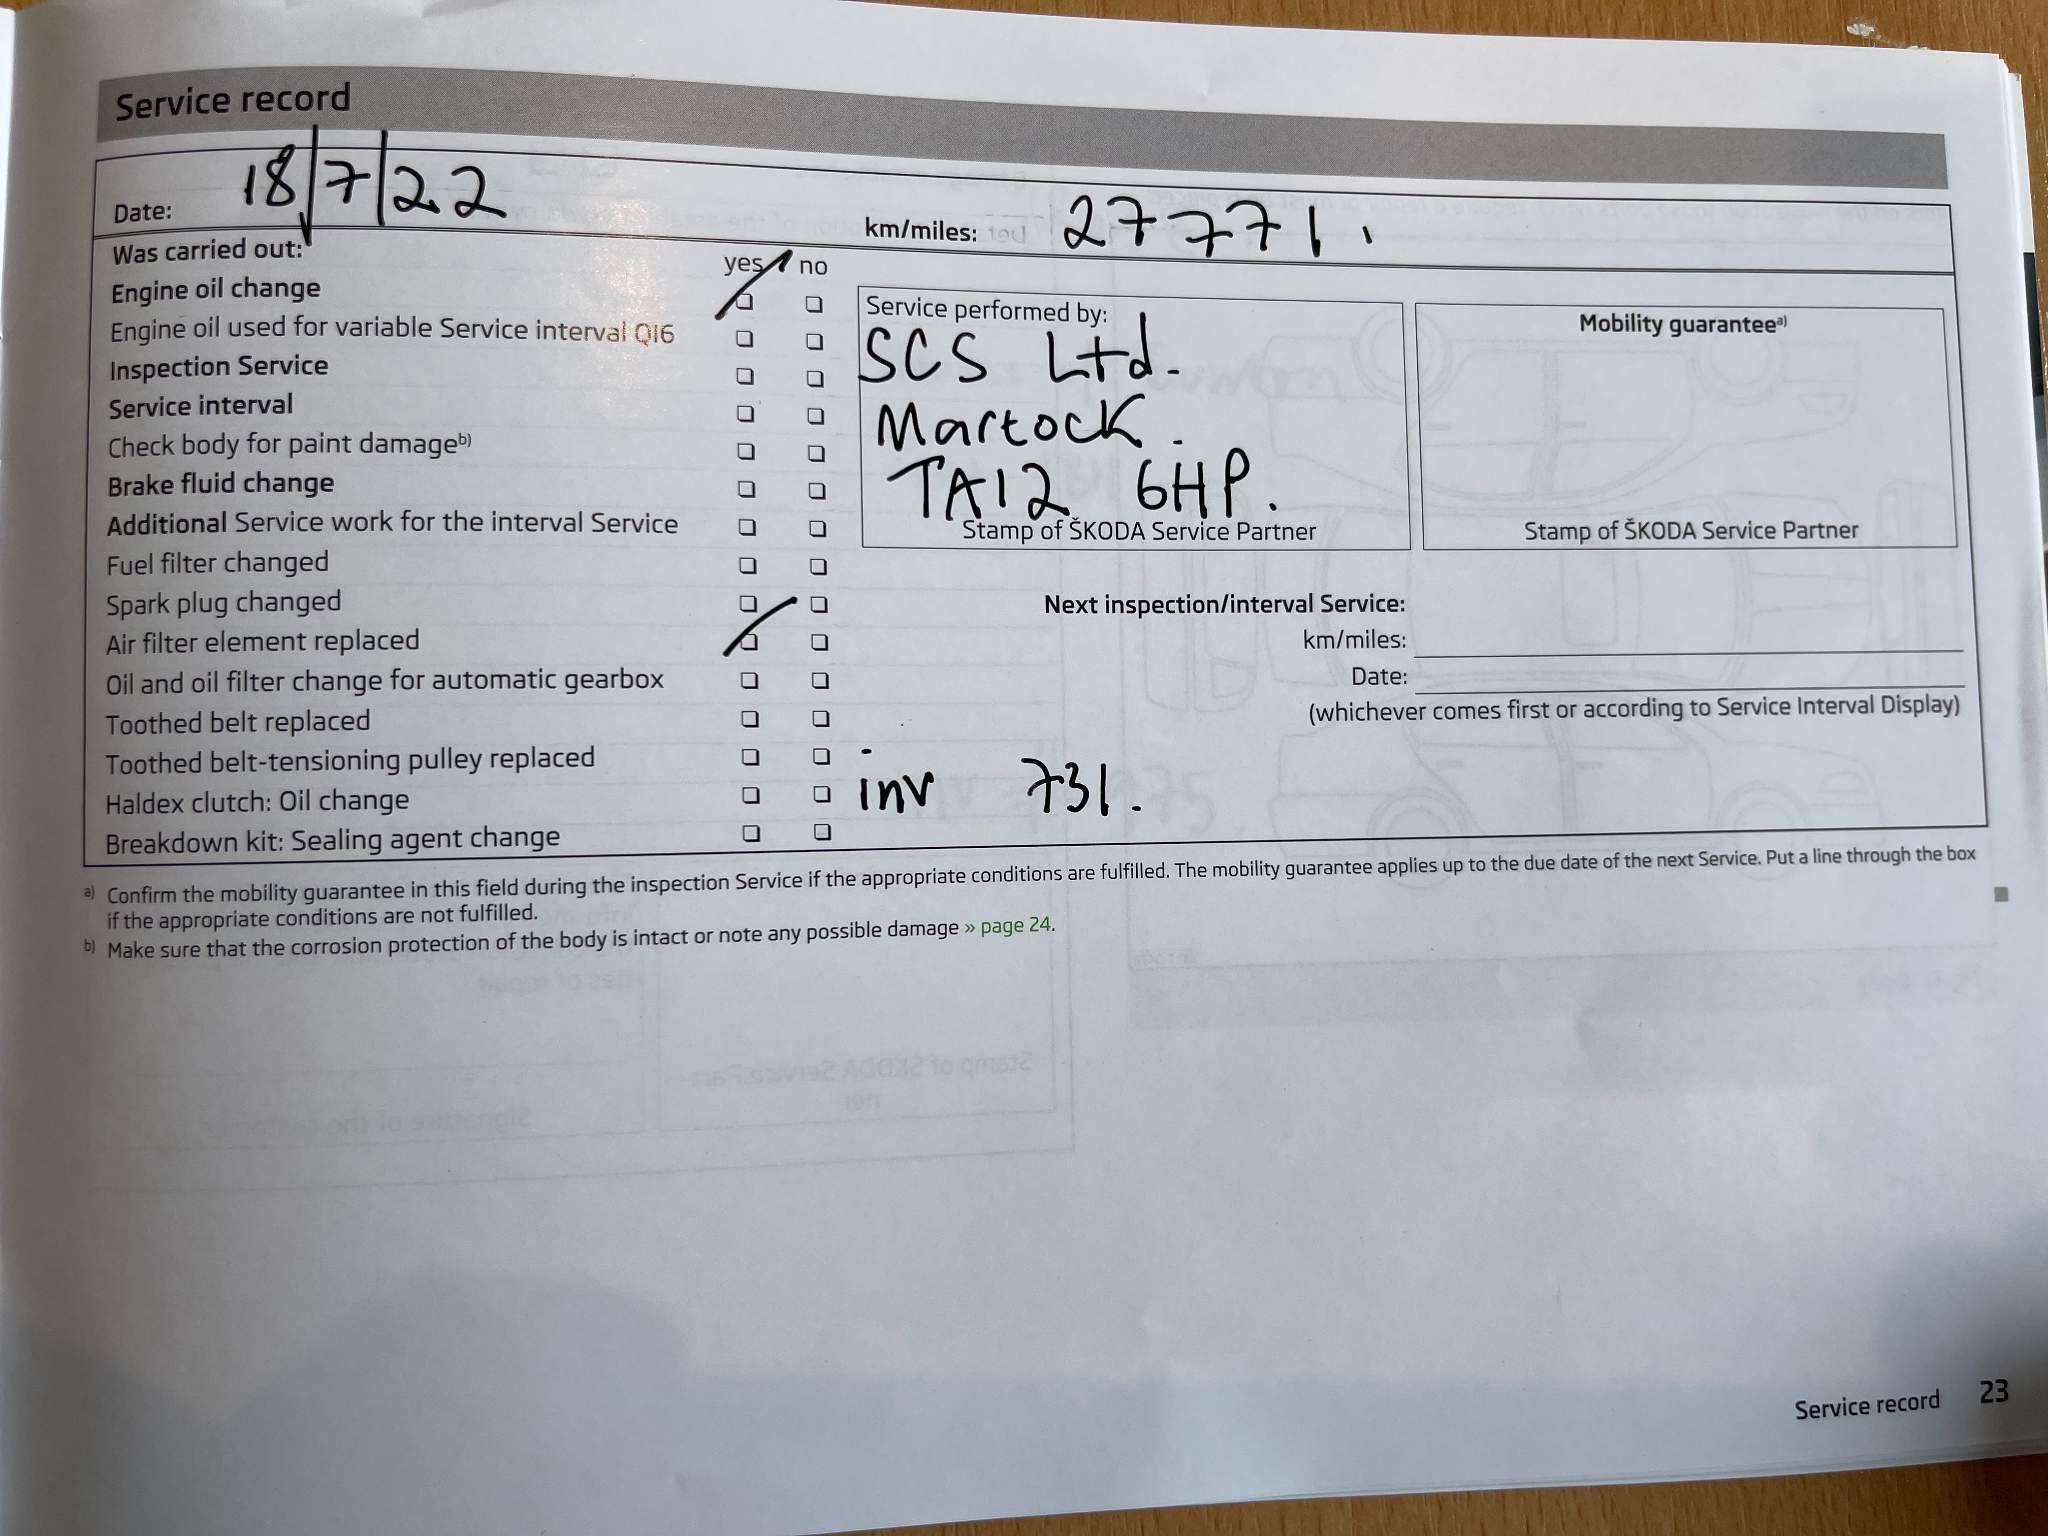 Service record
Date: 18/7/22 km/miles: 27771.
Was carried out: yes no
Engine oil change
Engine oil used for variable Service interval QI6
Inspection Service
Service interval
Check body for paint damage b)
Brake fluid change
Additional Service work for the interval Service
Fuel filter changed
Spark plug changed
Air filter element replaced
Oil and oil filter change for automatic gearbox
Toothed belt replaced
Toothed belt-tensioning pulley replaced
Haldex clutch: Oil change
Breakdown kit: Sealing agent change
Service performed by:
SCS Ltd.
Martock.
TA12 6HP.
Stamp of ŠKODA Service Partner
Mobility guarantee a)
Stamp of ŠKODA Service Partner
Next inspection/interval Service:
km/miles:
Date:
(whichever comes first or according to Service Interval Display)
inv 731.
a) Confirm the mobility guarantee in this field during the inspection Service if the appropriate conditions are fulfilled. The mobility guarantee applies up to the due date of the next Service. Put a line through the box
if the appropriate conditions are not fulfilled.
b) Make sure that the corrosion protection of the body is intact or note any possible damage » page 24.
Service record 23